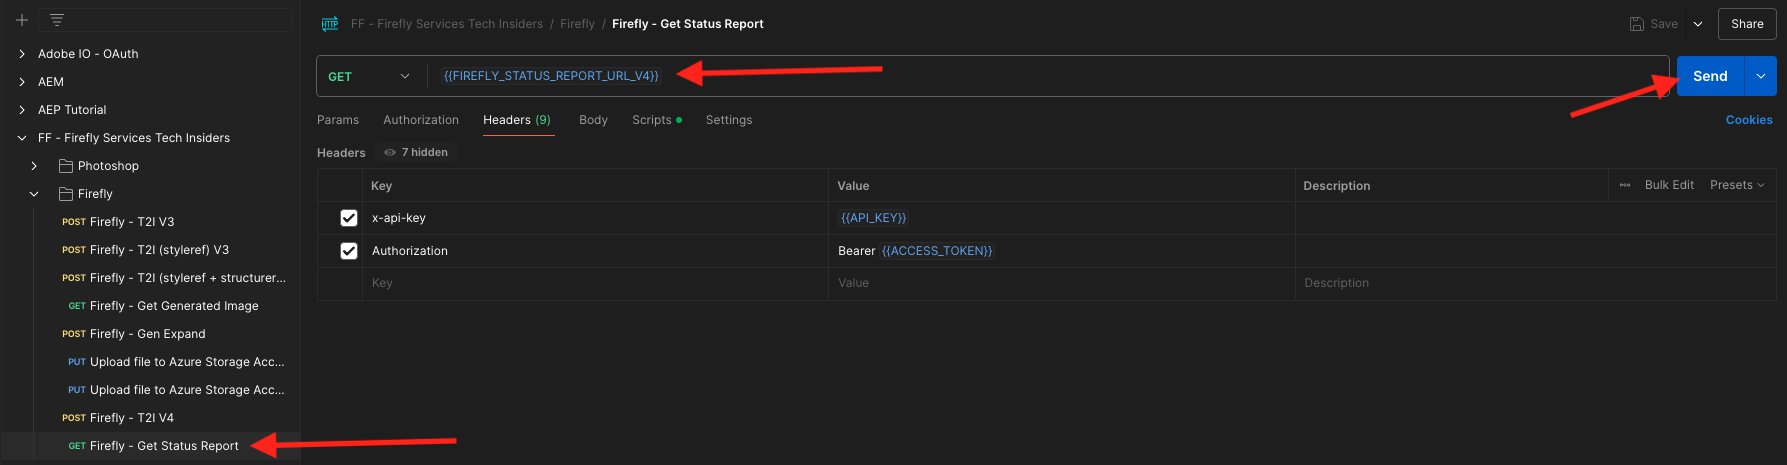 HTTP FF - Firefly Services Tech Insiders / Firefly / Firefly - Get Status Report
Save Share
Adobe IO - OAuth
AEM
AEP Tutorial
FF - Firefly Services Tech Insiders
Photoshop
Firefly
POST Firefly - T2I V3
POST Firefly - T2I (styleref) V3
POST Firefly - T2I (styleref + structurer...
GET Firefly - Get Generated Image
POST Firefly - Gen Expand
PUT Upload file to Azure Storage Acc...
PUT Upload file to Azure Storage Acc...
POST Firefly - T2I V4
GET Firefly - Get Status Report
GET {{FIREFLY_STATUS_REPORT_URL_V4}} Send
Params Authorization Headers (9) Body Scripts Settings Cookies
Headers 7 hidden
Key Value Description Bulk Edit Presets
x-api-key {{API_KEY}}
Authorization Bearer {{ACCESS_TOKEN}}
Key Value Description